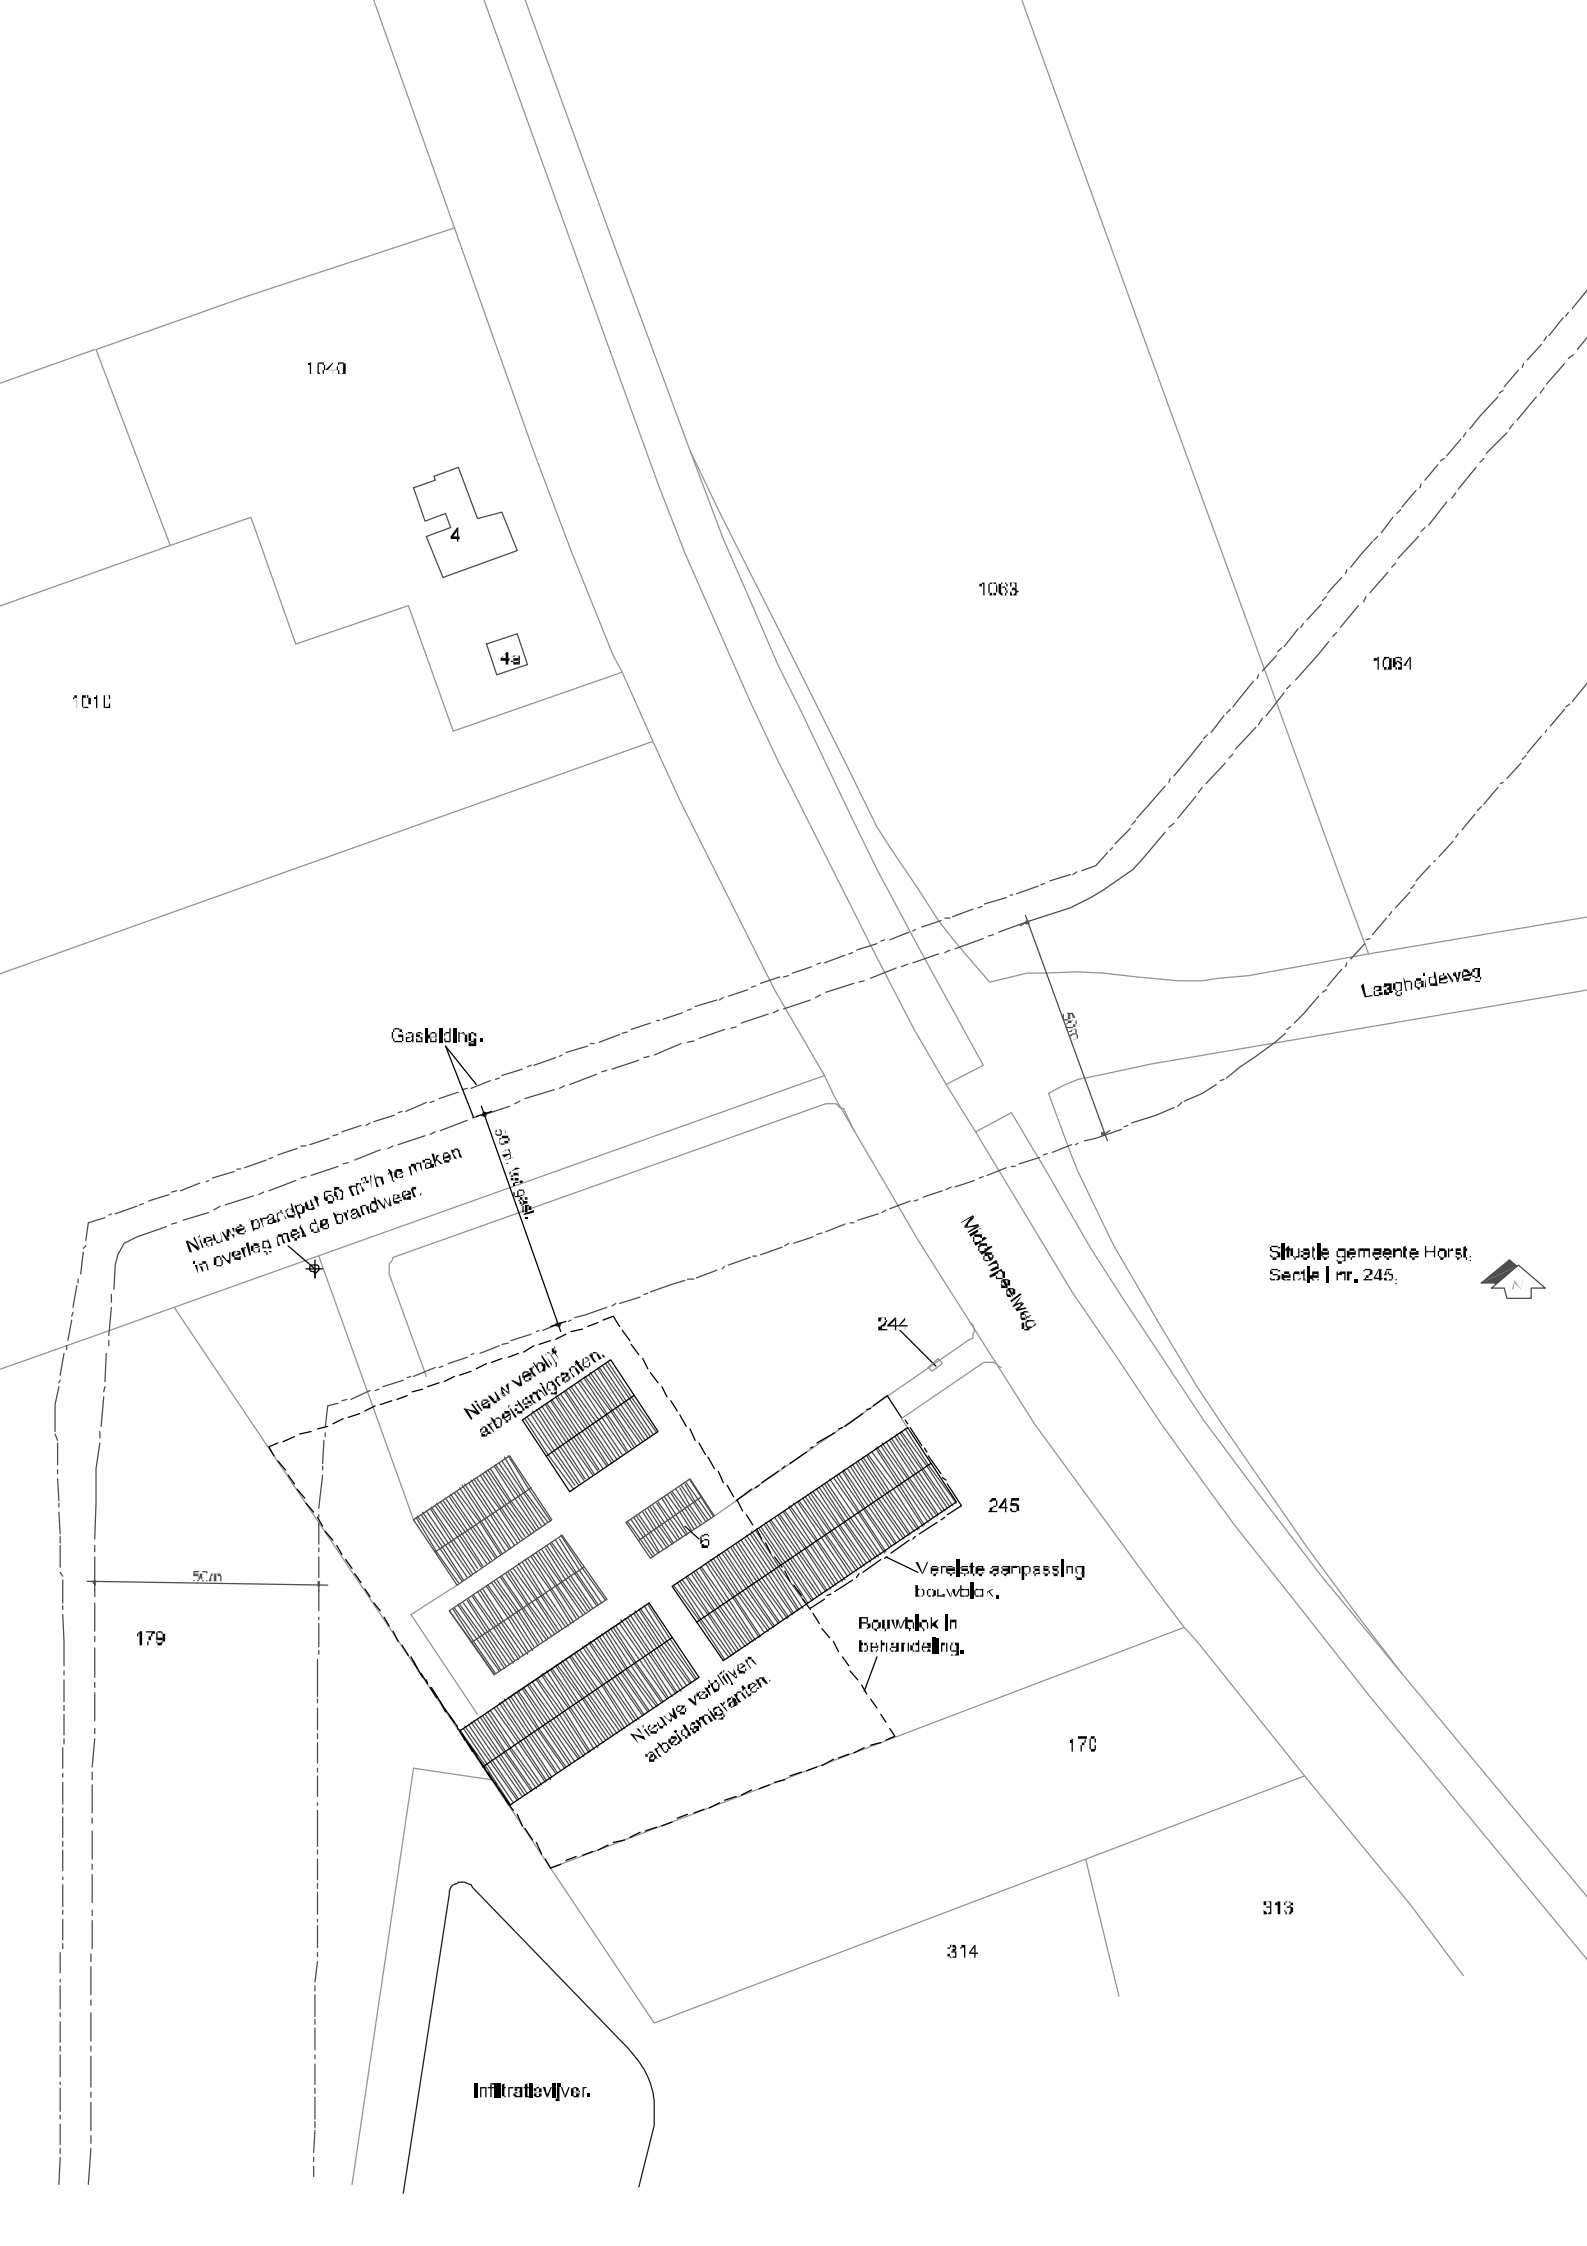 1040
4
1063
4a
1064
1010
Laagheideweg
50m
Gasleiding.
50 m. tot gasl.
Nieuwe brandput 60 m³/h te maken
in overleg met de brandweer.
Middenpeelweg
Situatie gemeente Horst,
Sectie I nr. 245,
N
244
Nieuw verblijf
arbeidsmigranten.
245
6
Vereiste aanpassing
bouwblok.
50m
Bouwblok in
behandeling.
179
Nieuwe verblijven
arbeidsmigranten.
170
313
314
Infiltratievijver.